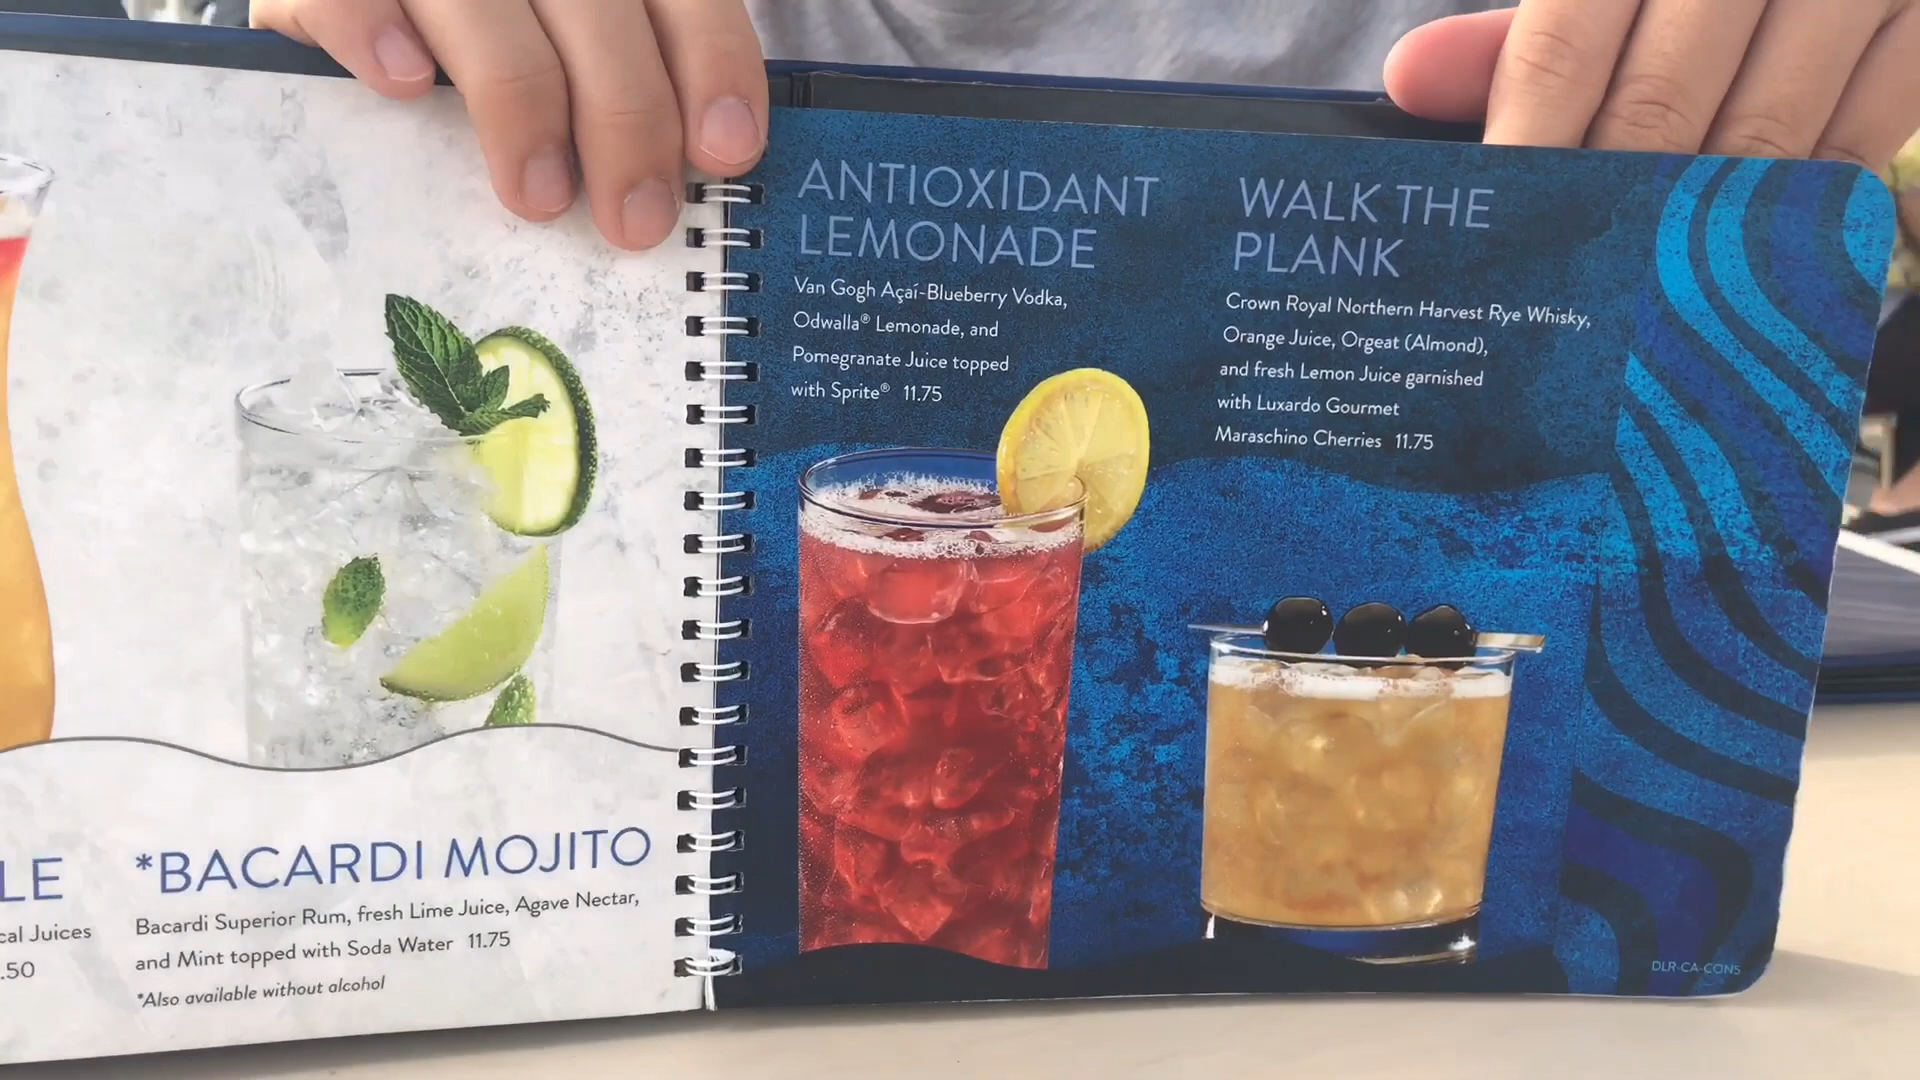 LE
cal Juices
.50
*BACARDI MOJITO
Bacardi Superior Rum, fresh Lime Juice, Agave Nectar,
and Mint topped with Soda Water 11.75
*Also available without alcohol
ANTIOXIDANT
LEMONADE
Van Gogh Açaí-Blueberry Vodka,
Odwalla® Lemonade, and
Pomegranate Juice topped
with Sprite® 11.75
WALK THE
PLANK
Crown Royal Northern Harvest Rye Whisky,
Orange Juice, Orgeat (Almond),
and fresh Lemon Juice garnished
with Luxardo Gourmet
Maraschino Cherries 11.75
DLR-CA-CONS